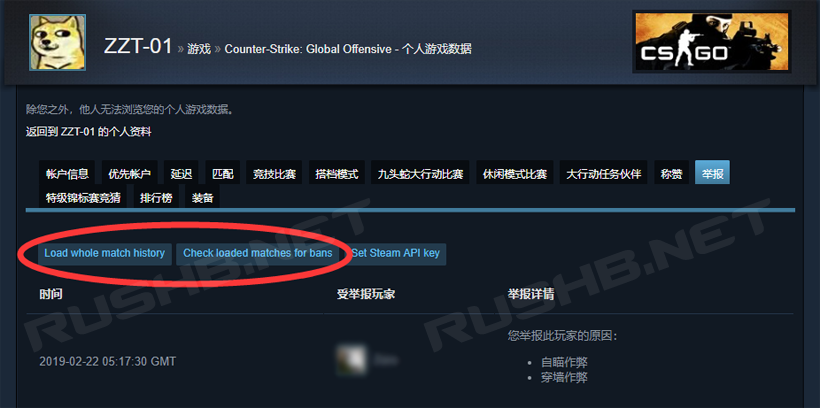 ZZT-01 » 游戏 » Counter-Strike: Global Offensive - 个人游戏数据
CS GO
除您之外，他人无法浏览您的个人游戏数据。
返回到 ZZT-01 的个人资料
帐户信息 优先帐户 延迟 匹配 竞技比赛 搭档模式 九头蛇大行动比赛 休闲模式比赛 大行动任务伙伴 称赞 举报
特级锦标赛竞猜 排行榜 装备
Load whole match history Check loaded matches for bans Set Steam API key
时间 受举报玩家 举报详情
您举报此玩家的原因：
2019-02-22 05:17:30 GMT
• 自瞄作弊
• 穿墙作弊
RUSHB.NET
RUSHB.NET